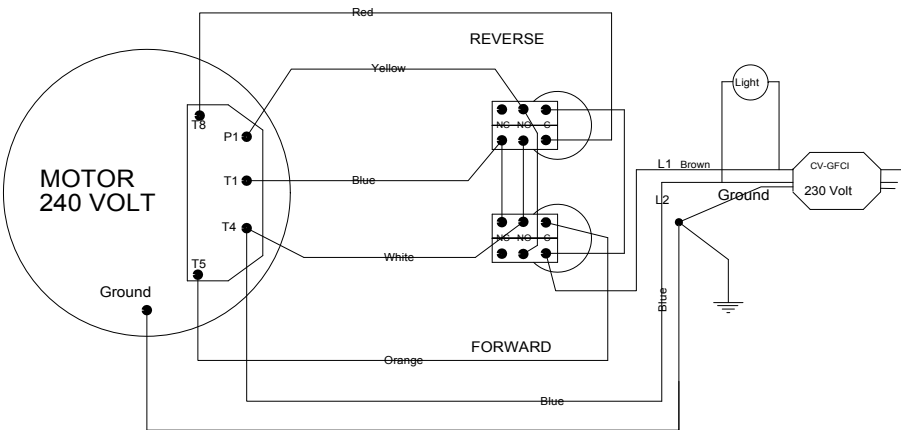 Red
REVERSE
Yellow
Light
T8
NC NO C
P1
L1 Brown
CV-GFCI
MOTOR
240 VOLT
T1
Blue
230 Volt
Ground
L2
T4
NC NO C
White
T5
Ground
Blue
FORWARD
Orange
Blue